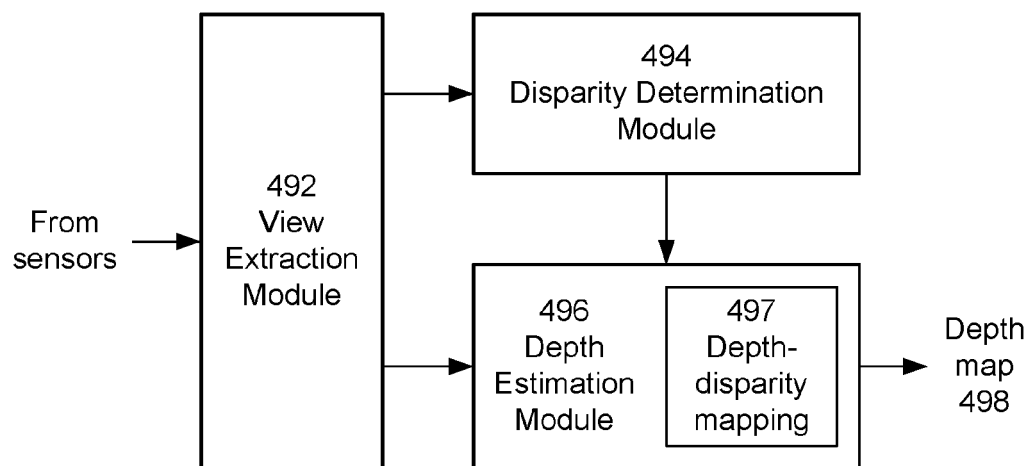 From
sensors
492
View
Extraction
Module
494
Disparity Determination
Module
496
Depth
Estimation
Module
497
Depth-
disparity
mapping
Depth
map
498